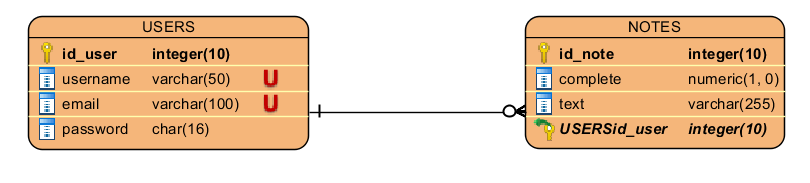 USERS
id_user integer(10)
username varchar(50) U
email varchar(100) U
password char(16)
NOTES
id_note integer(10)
complete numeric(1, 0)
text varchar(255)
USERSid_user integer(10)